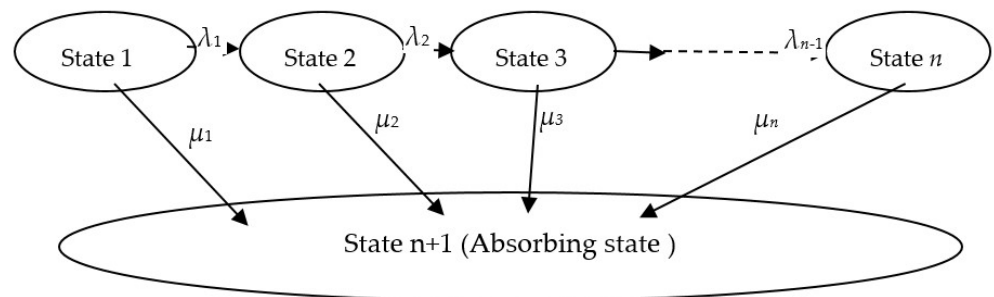 State 1 λ1 State 2 λ2 State 3 λn-1 State n
μ1 μ2 μ3 μn
State n+1 (Absorbing state )